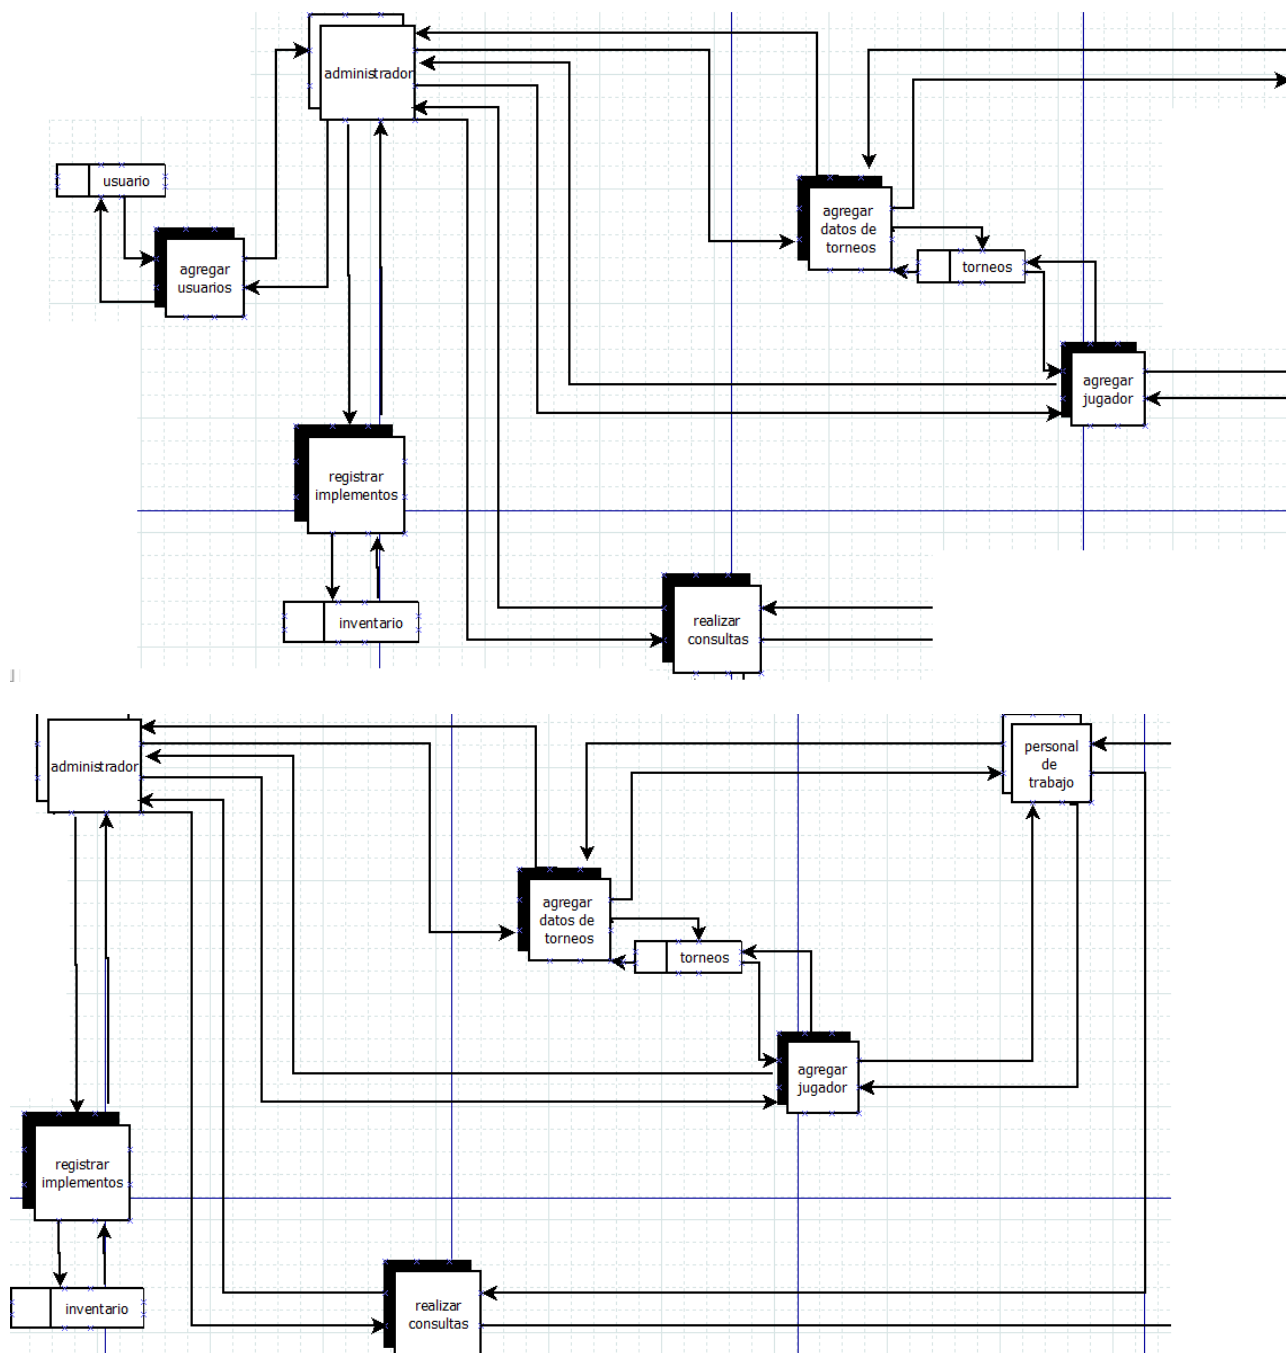 administrador
usuario
agregar
usuarios
agregar
datos de
torneos
torneos
agregar
jugador
registrar
implementos
inventario
realizar
consultas
administrador
personal
de
trabajo
agregar
datos de
torneos
torneos
agregar
jugador
registrar
implementos
inventario
realizar
consultas